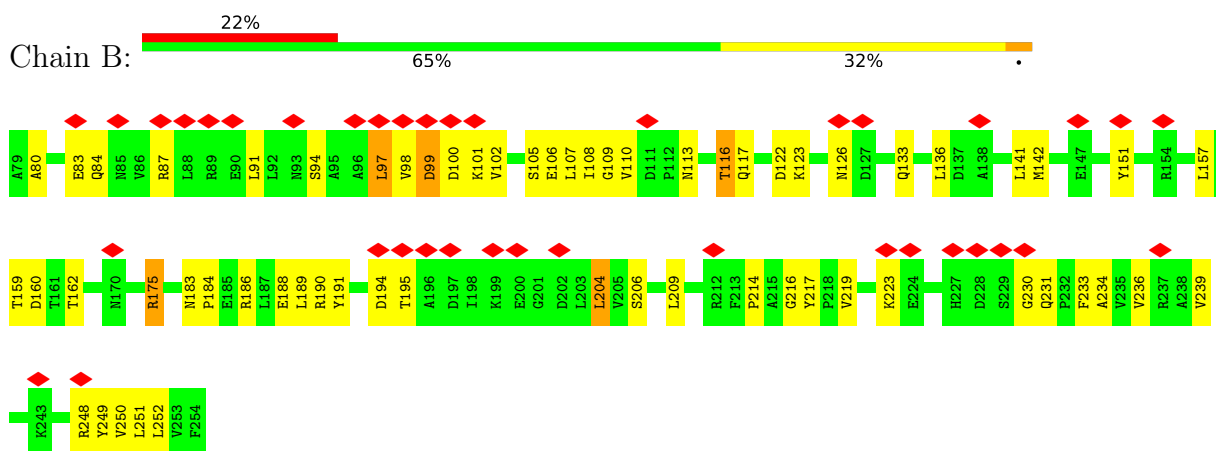 22%
Chain B:
65% 32% •
A79 A80 E83 Q84 N85 V86 R87 L88 R89 E90 L91 L92 N93 S94 A95 A96 L97 V98 D99 D100 K101 V102 S105 E106 L107 I108 G109 V110 D111 P112 N113 T116 Q117 D122 K123 N126 D127 Q133 L136 D137 A138 L141 M142 E147 Y151 R154 L157
T159 D160 T161 T162 N170 R175 N183 P184 E185 R186 L187 E188 L189 R190 Y191 D194 T195 A196 D197 I198 K199 E200 G201 D202 L203 L204 V205 S206 L209 R212 F213 P214 A215 G216 Y217 P218 V219 K223 E224 H227 D228 S229 G230 Q231 P232 F233 A234 V235 V236 R237 A238 V239
K243 R248 Y249 V250 L251 L252 V253 F254